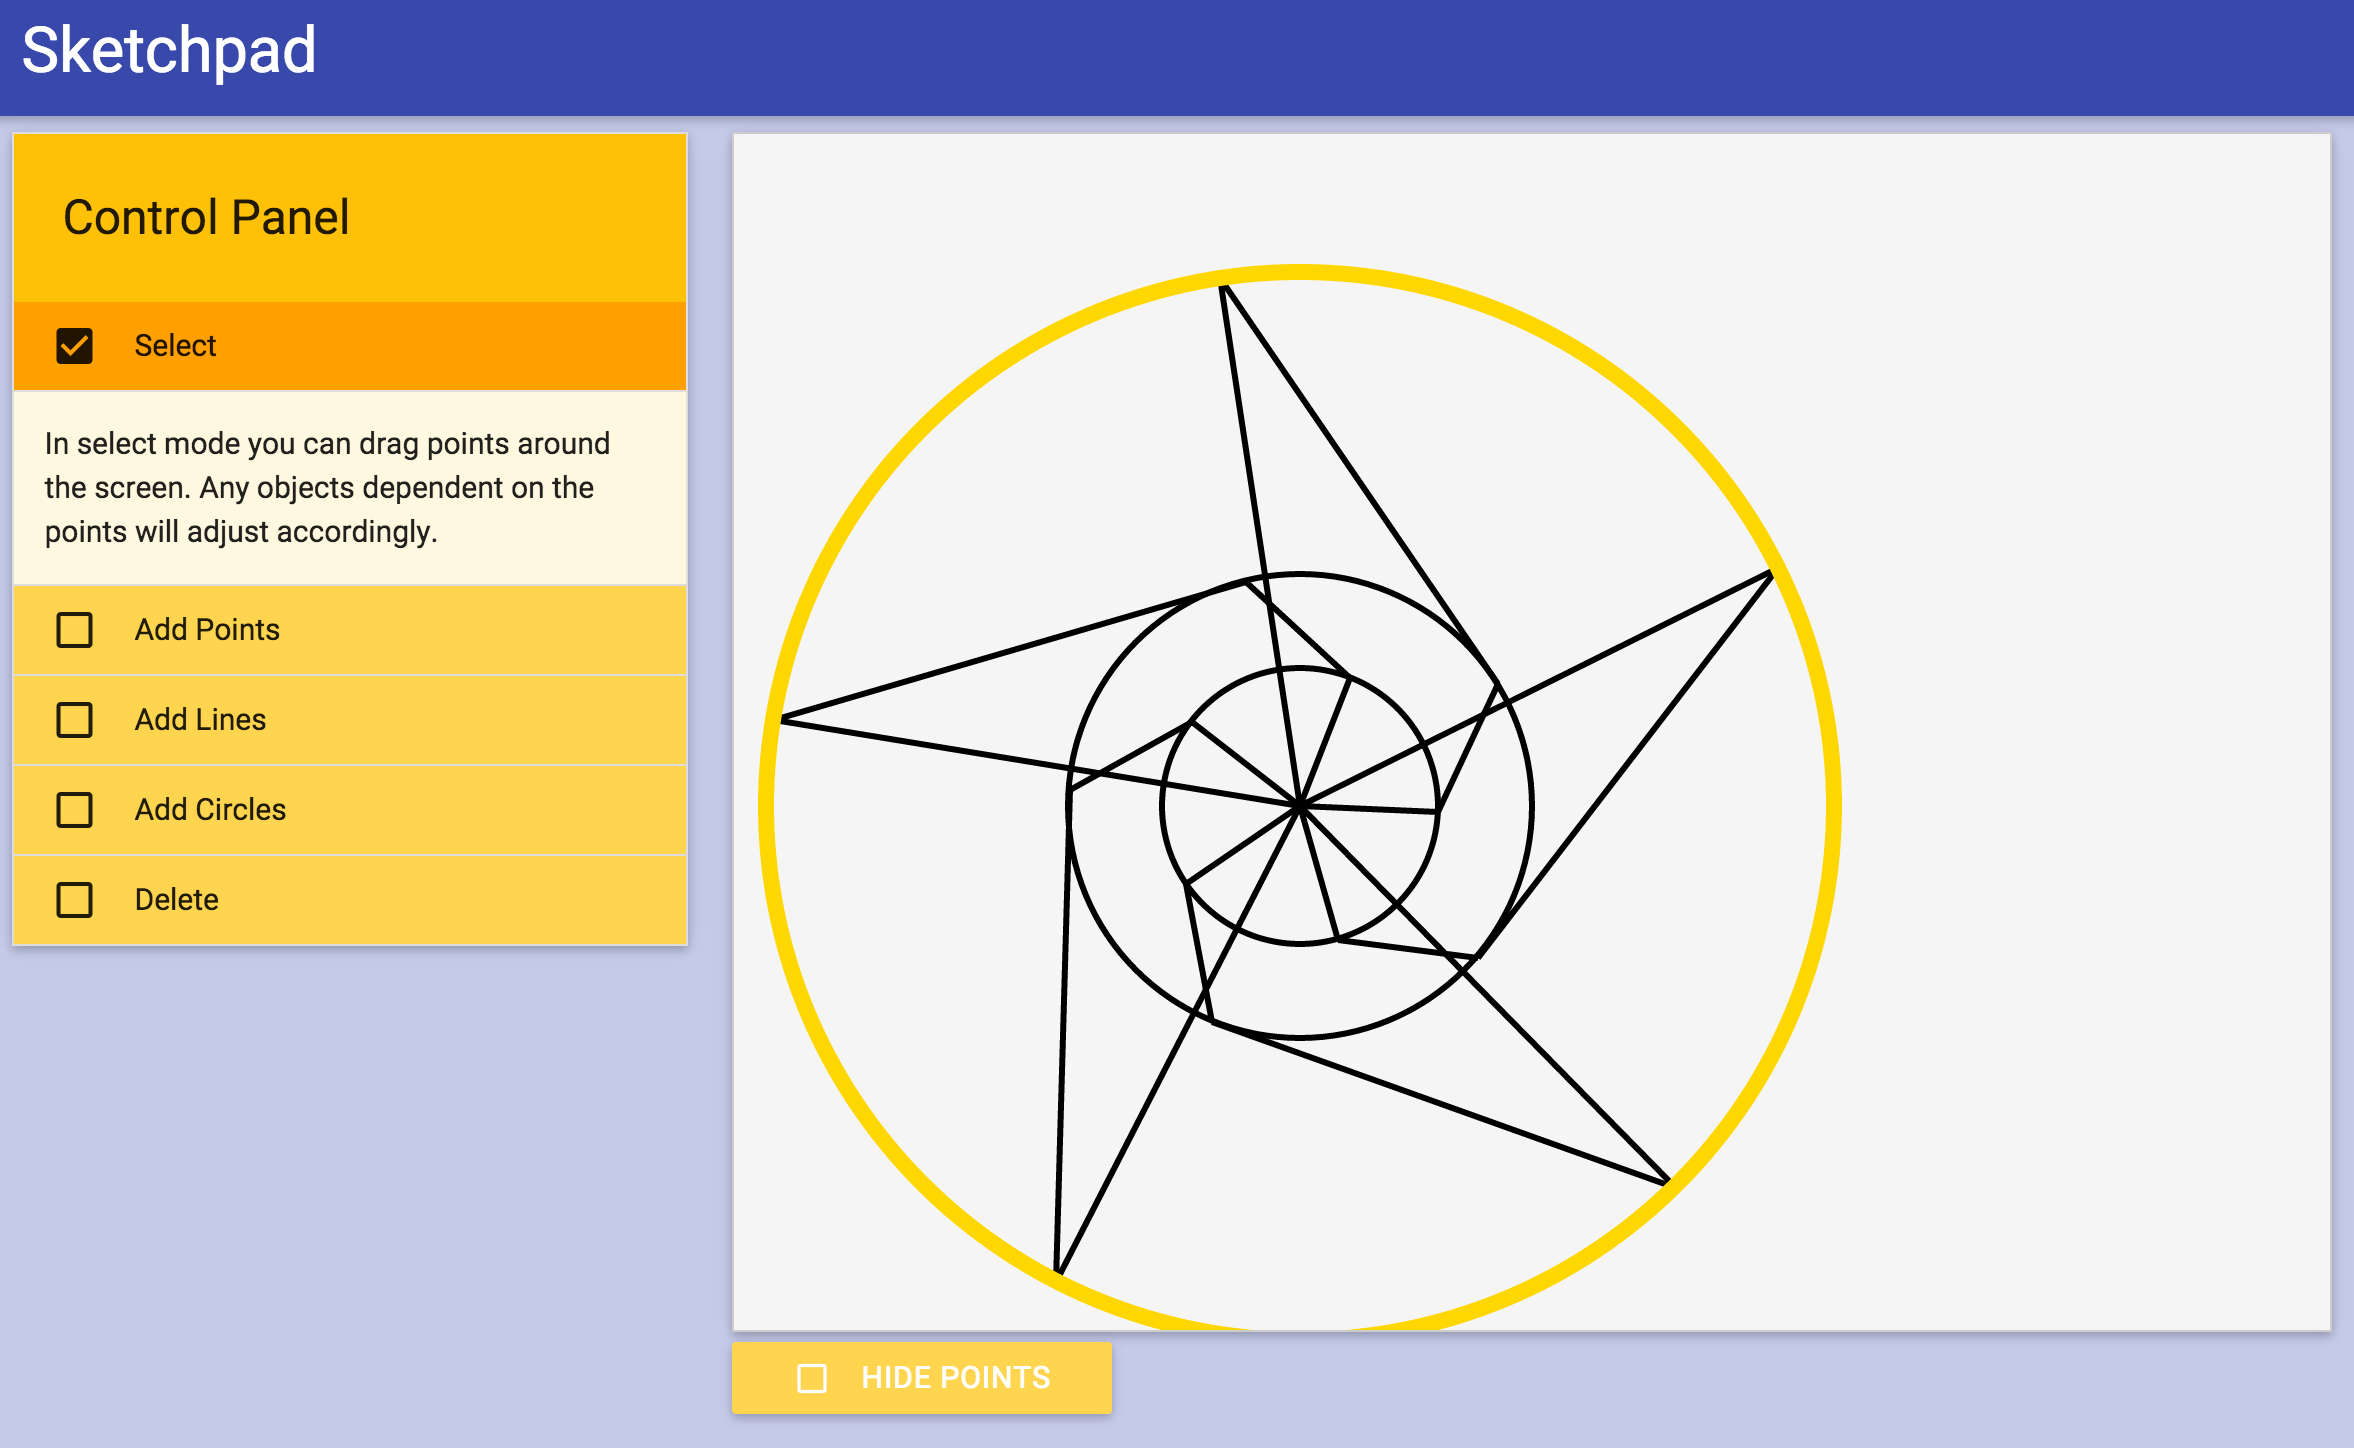 Sketchpad
Control Panel
Select
In select mode you can drag points around
the screen. Any objects dependent on the
points will adjust accordingly.
Add Points
Add Lines
Add Circles
Delete
HIDE POINTS